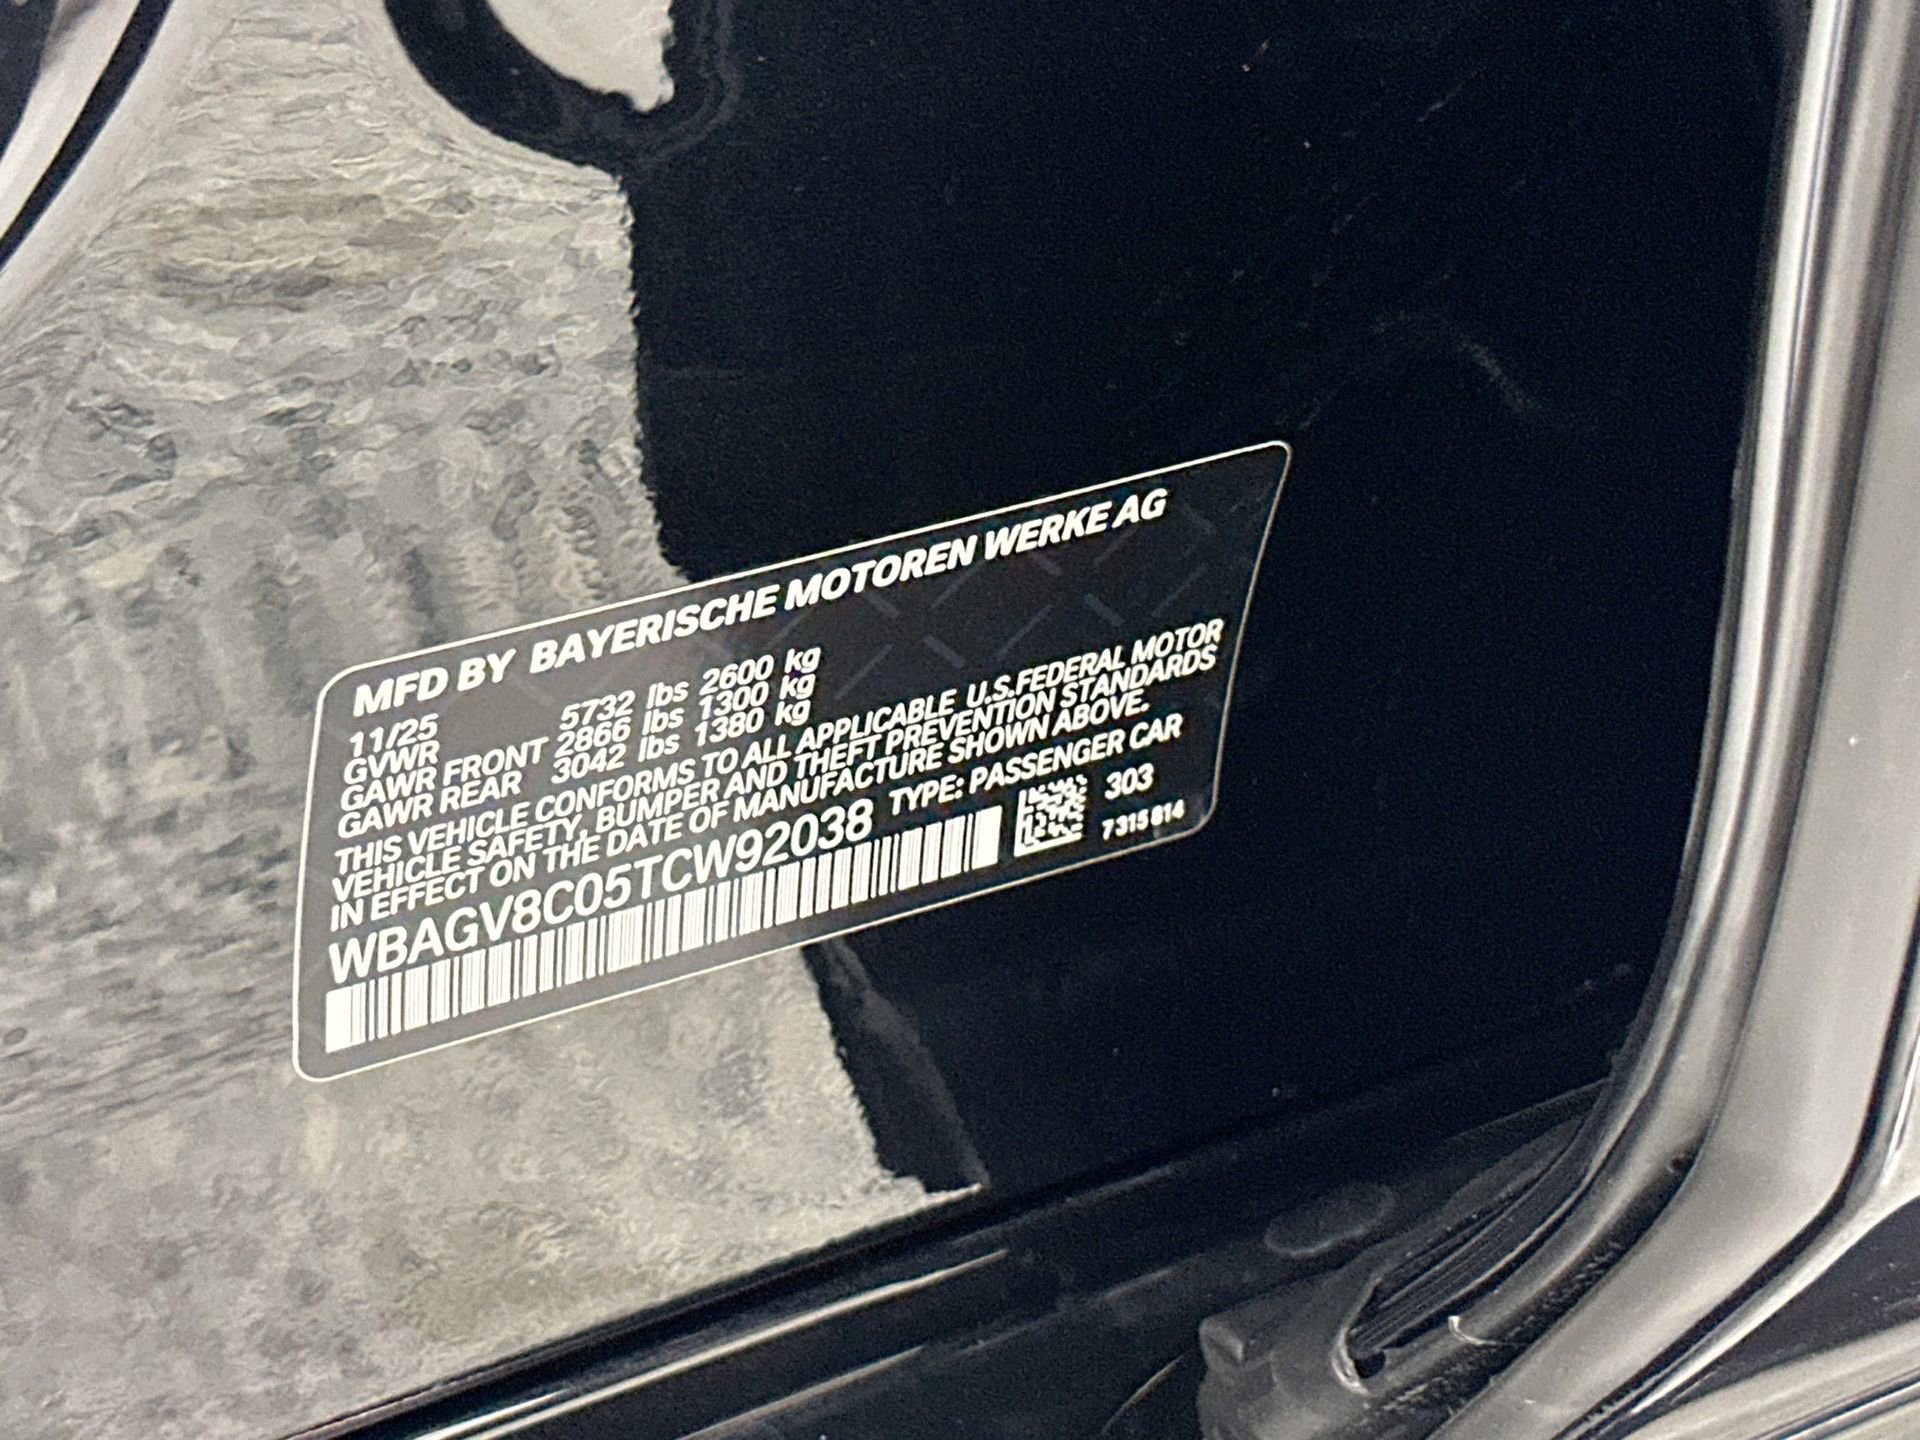 MFD BY BAYERISCHE MOTOREN WERKE AG
11/25
GVWR 5732 lbs 2600 kg
GAWR FRONT 2866 lbs 1300 kg
GAWR REAR 3042 lbs 1380 kg
THIS VEHICLE CONFORMS TO ALL APPLICABLE U.S.FEDERAL MOTOR
VEHICLE SAFETY, BUMPER AND THEFT PREVENTION STANDARDS
IN EFFECT ON THE DATE OF MANUFACTURE SHOWN ABOVE.
WBAGV8C05TCW92038 TYPE: PASSENGER CAR
303
7 315 814